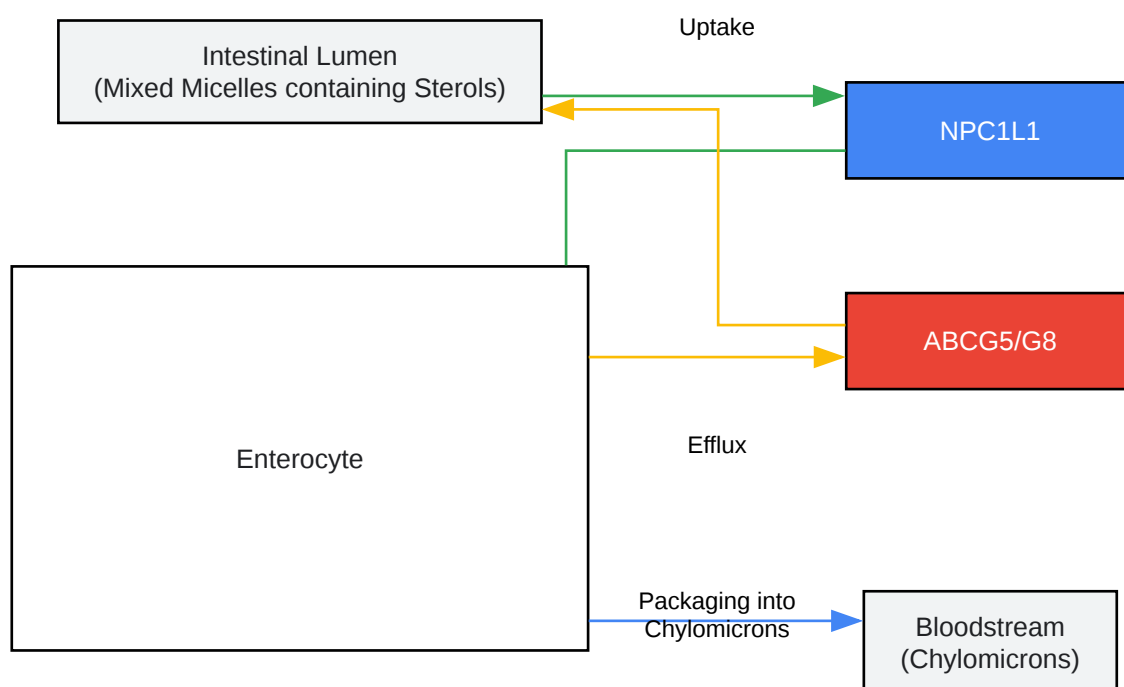 Uptake
Intestinal Lumen
(Mixed Micelles containing Sterols)
NPC1L1
ABCG5/G8
Enterocyte
Efflux
Packaging into
Chylomicrons
Bloodstream
(Chylomicrons)